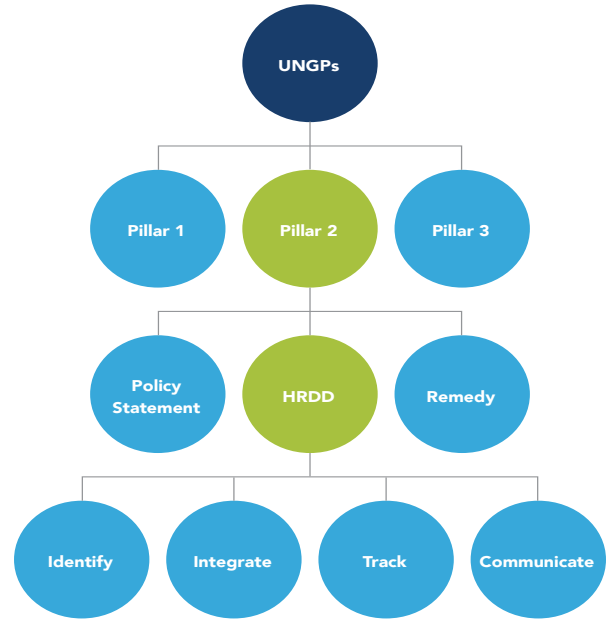 UNGPs
Pillar 1
Pillar 2
Pillar 3
Policy
Statement
HRDD
Remedy
Identify
Integrate
Track
Communicate